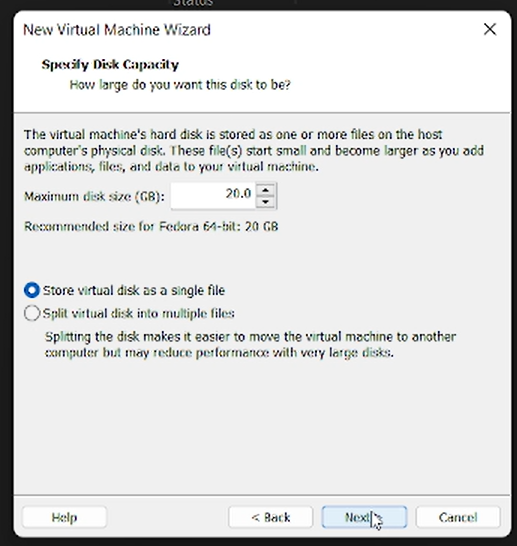 Status
New Virtual Machine Wizard
Specify Disk Capacity
How large do you want this disk to be?
The virtual machine's hard disk is stored as one or more files on the host
computer's physical disk. These file(s) start small and become larger as you add
applications, files, and data to your virtual machine.
Maximum disk size (GB): 20.0
Recommended size for Fedora 64-bit: 20 GB
Store virtual disk as a single file
Split virtual disk into multiple files
Splitting the disk makes it easier to move the virtual machine to another
computer but may reduce performance with very large disks.
Help < Back Next Cancel